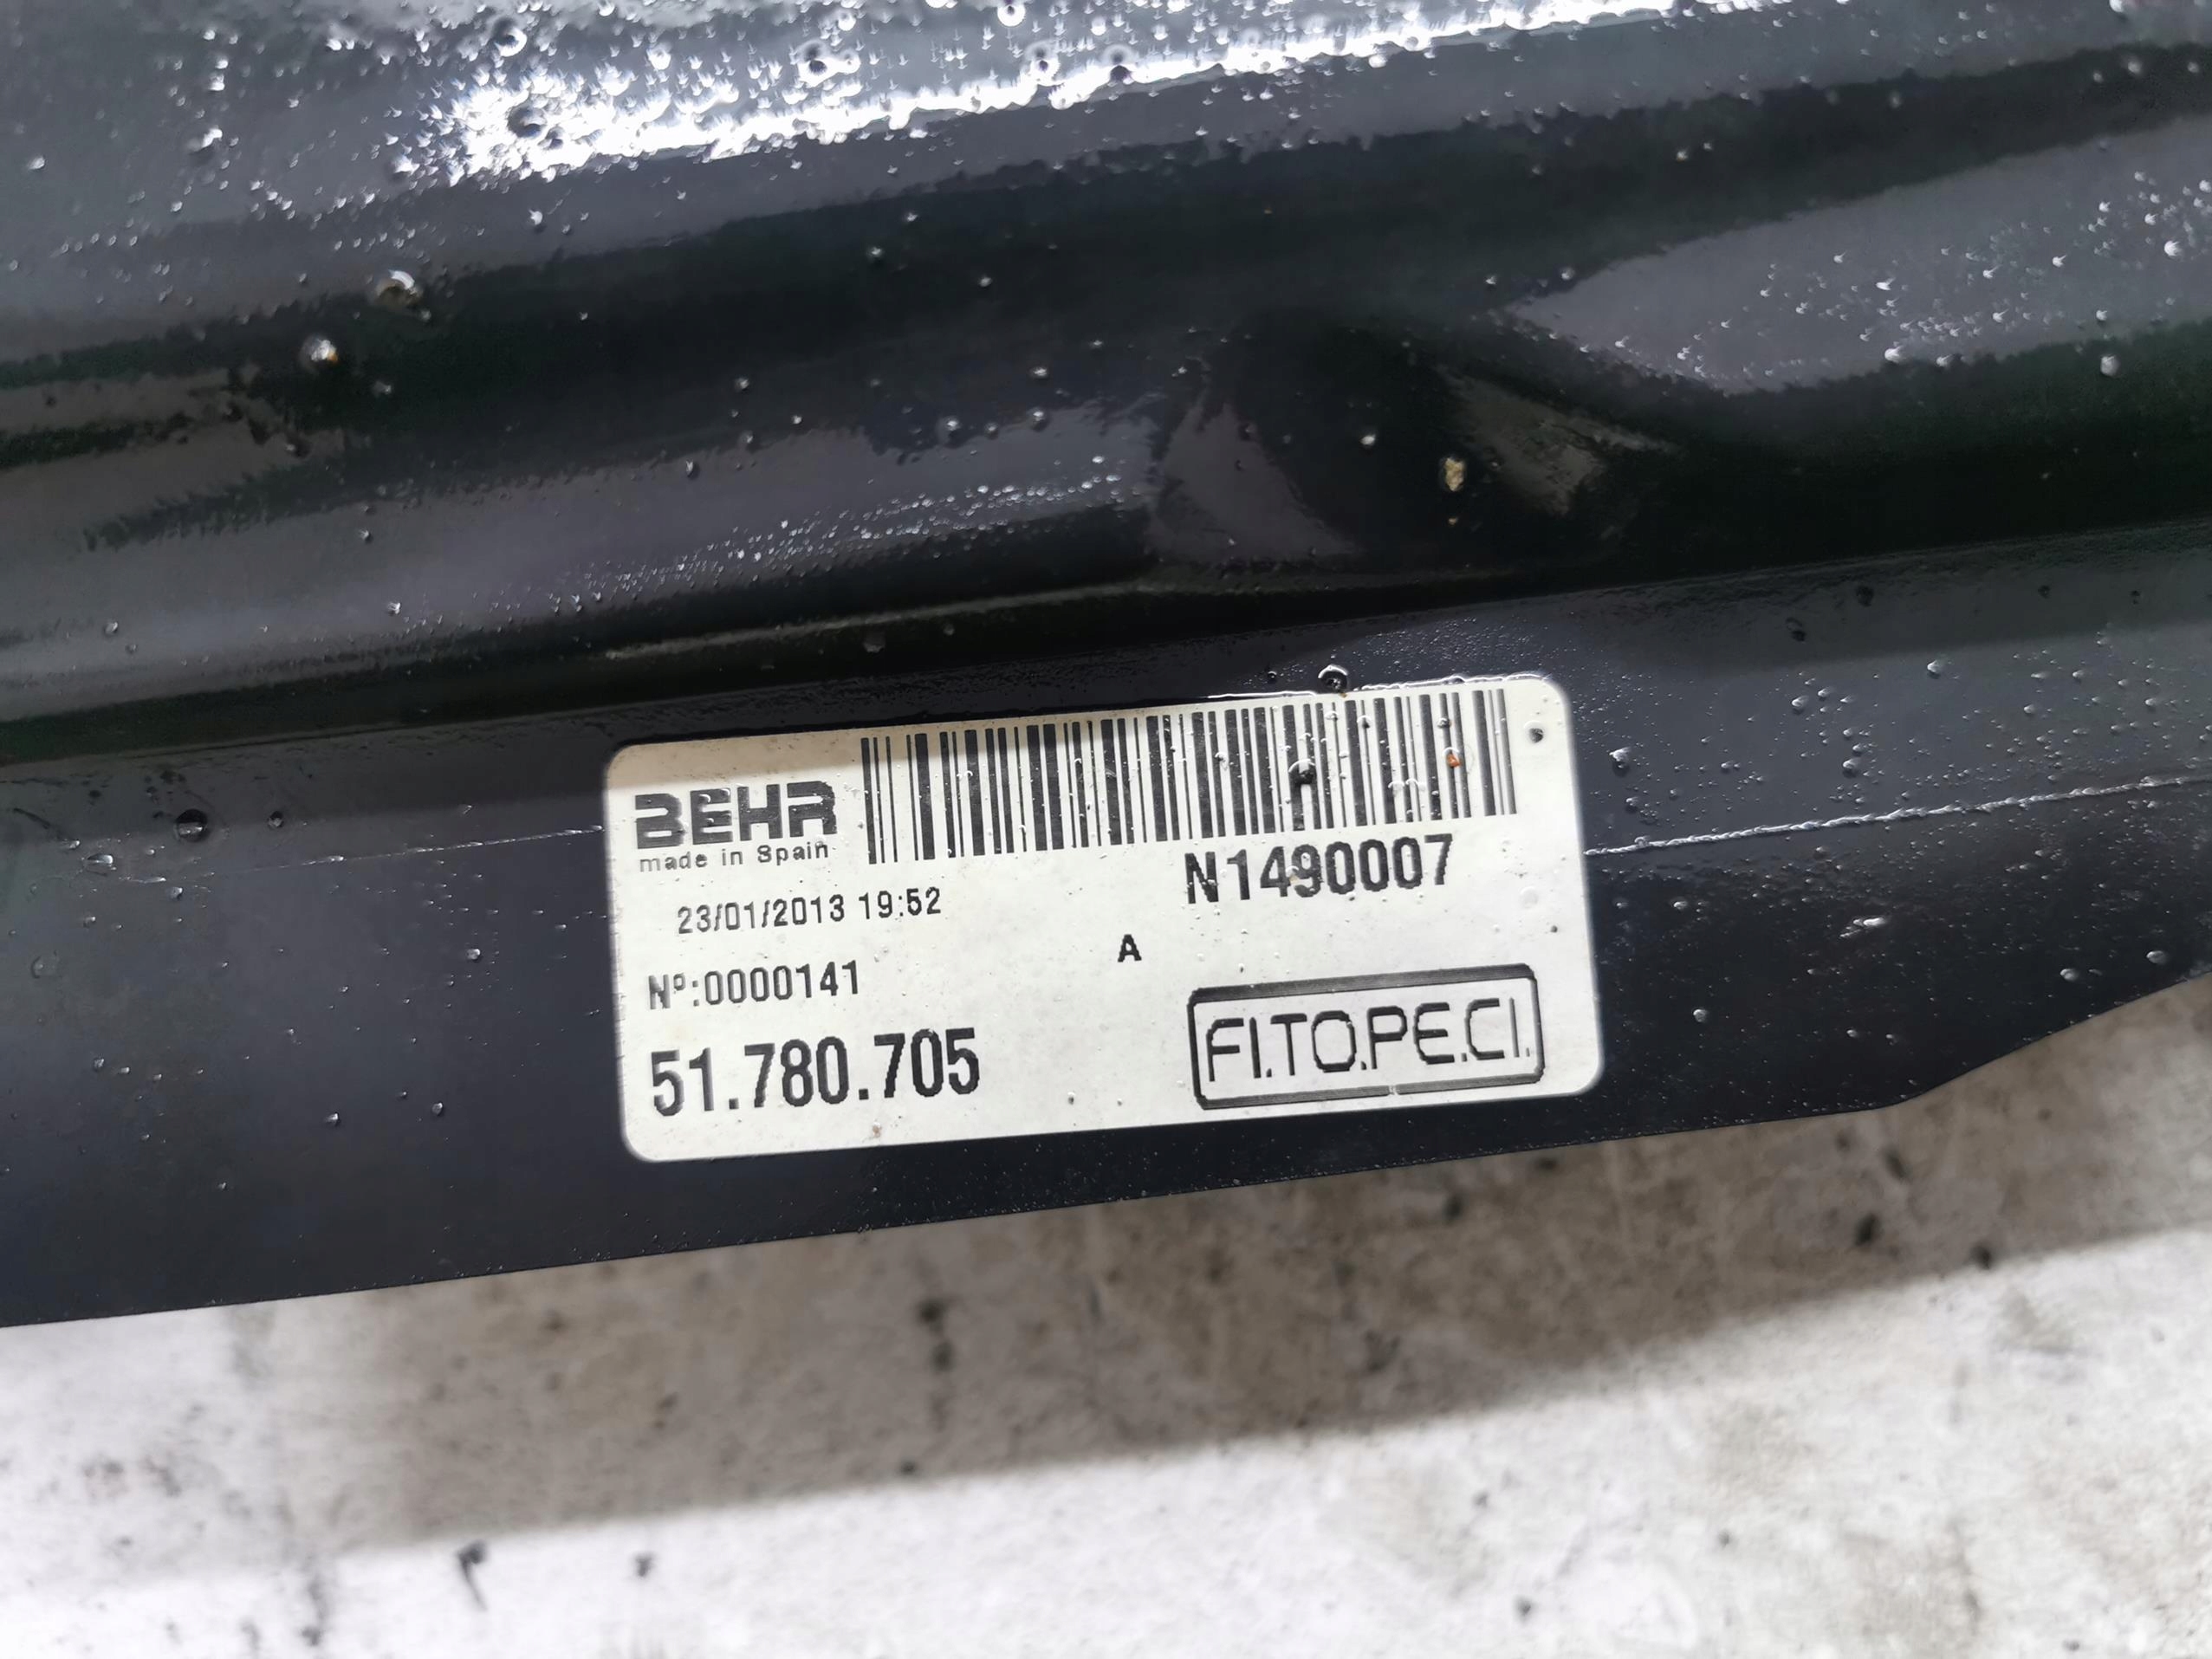 BEHR
made in Spain
N1490007
23/01/2013 19:52
A
Nº:0000141
51.780.705
FI.TO.PE.CI.